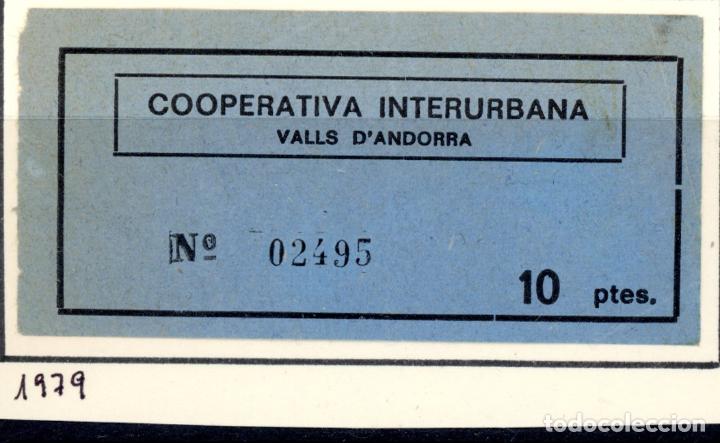 COOPERATIVA INTERURBANA
VALLS D'ANDORRA
Nº 02495
10 ptes.
1979
todocoleccion